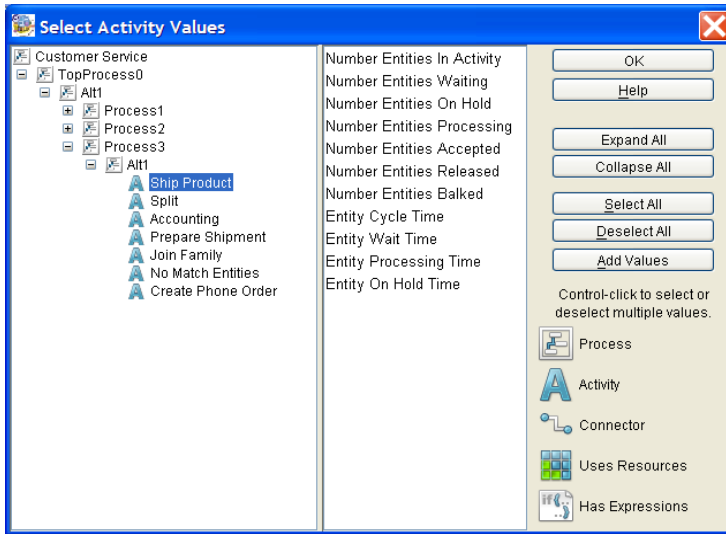 Select Activity Values
Customer Service
TopProcess0
Alt1
Process1
Process2
Process3
Alt1
Ship Product
Split
Accounting
Prepare Shipment
Join Family
No Match Entities
Create Phone Order
Number Entities In Activity
Number Entities Waiting
Number Entities On Hold
Number Entities Processing
Number Entities Accepted
Number Entities Released
Number Entities Balked
Entity Cycle Time
Entity Wait Time
Entity Processing Time
Entity On Hold Time
OK
Help
Expand All
Collapse All
Select All
Deselect All
Add Values
Control-click to select or
deselect multiple values.
Process
Activity
Connector
Uses Resources
Has Expressions